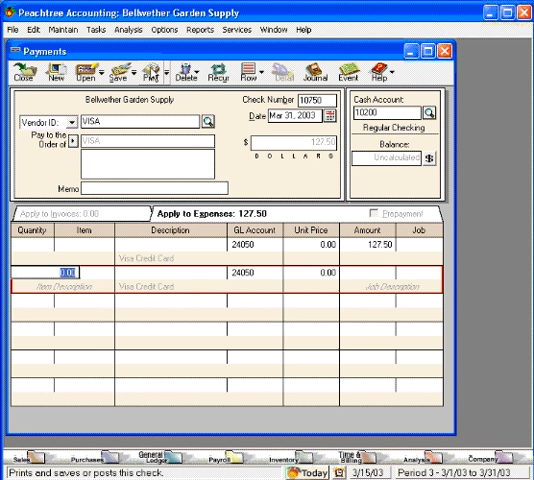 Peachtree Accounting: Bellwether Garden Supply
File Edit Maintain Tasks Analysis Options Reports Services Window Help
Payments
Close New Open Save Print Delete Recur Row Detail Journal Event Help
Bellwether Garden Supply
Check Number 10750
Cash Account:
Vendor ID: VISA
Date Mar 31, 2003
10200
Regular Checking
Pay to the
Order of VISA
$ 127.50
D O L L A R S
Balance:
Uncalculated
Memo
Apply to Invoices: 0.00 Apply to Expenses: 127.50 Prepayment
Quantity Item Description GL Account Unit Price Amount Job
24050 0.00 127.50
Visa Credit Card
0.00 24050 0.00
Item Description Visa Credit Card Job Description
Sales Purchases General Ledger Payroll Inventory Time & Billing Analysis Company
Prints and saves or posts this check. Today 3/15/03 Period 3 - 3/1/03 to 3/31/03